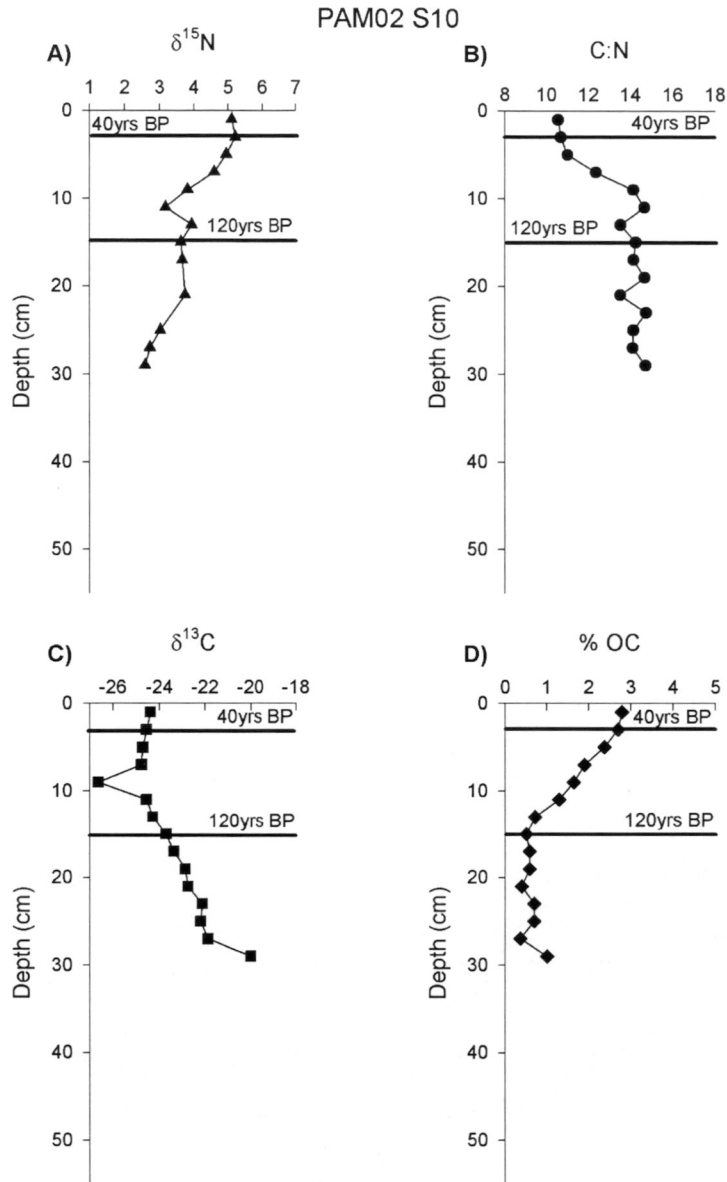 PAM02 S10
A) δ¹⁵N
1 2 3 4 5 6 7
0
40yrs BP
10
120yrs BP
20
30
40
50
Depth (cm)
B) C:N
8 10 12 14 16 18
0
40yrs BP
10
120yrs BP
20
30
40
50
Depth (cm)
C) δ¹³C
-26 -24 -22 -20 -18
0
40yrs BP
10
120yrs BP
20
30
40
50
Depth (cm)
D) % OC
0 1 2 3 4 5
0
40yrs BP
10
120yrs BP
20
30
40
50
Depth (cm)